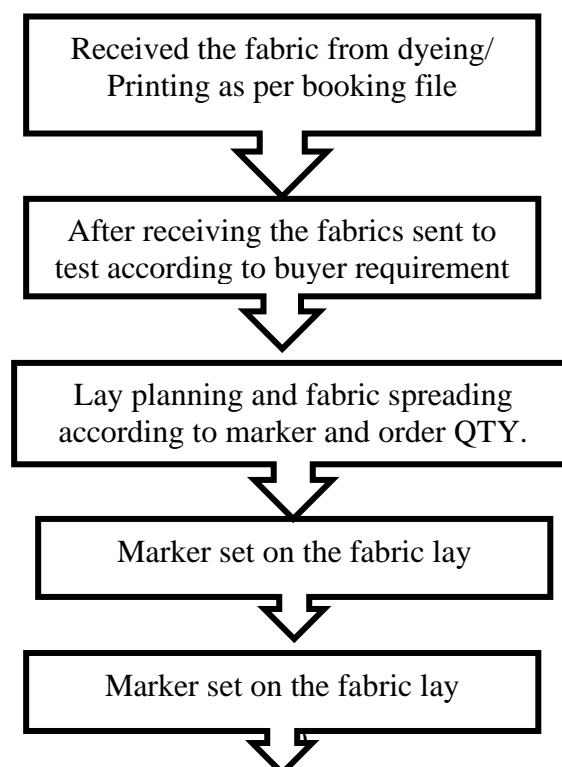 Received the fabric from dyeing/
Printing as per booking file
After receiving the fabrics sent to
test according to buyer requirement
Lay planning and fabric spreading
according to marker and order QTY.
Marker set on the fabric lay
Marker set on the fabric lay